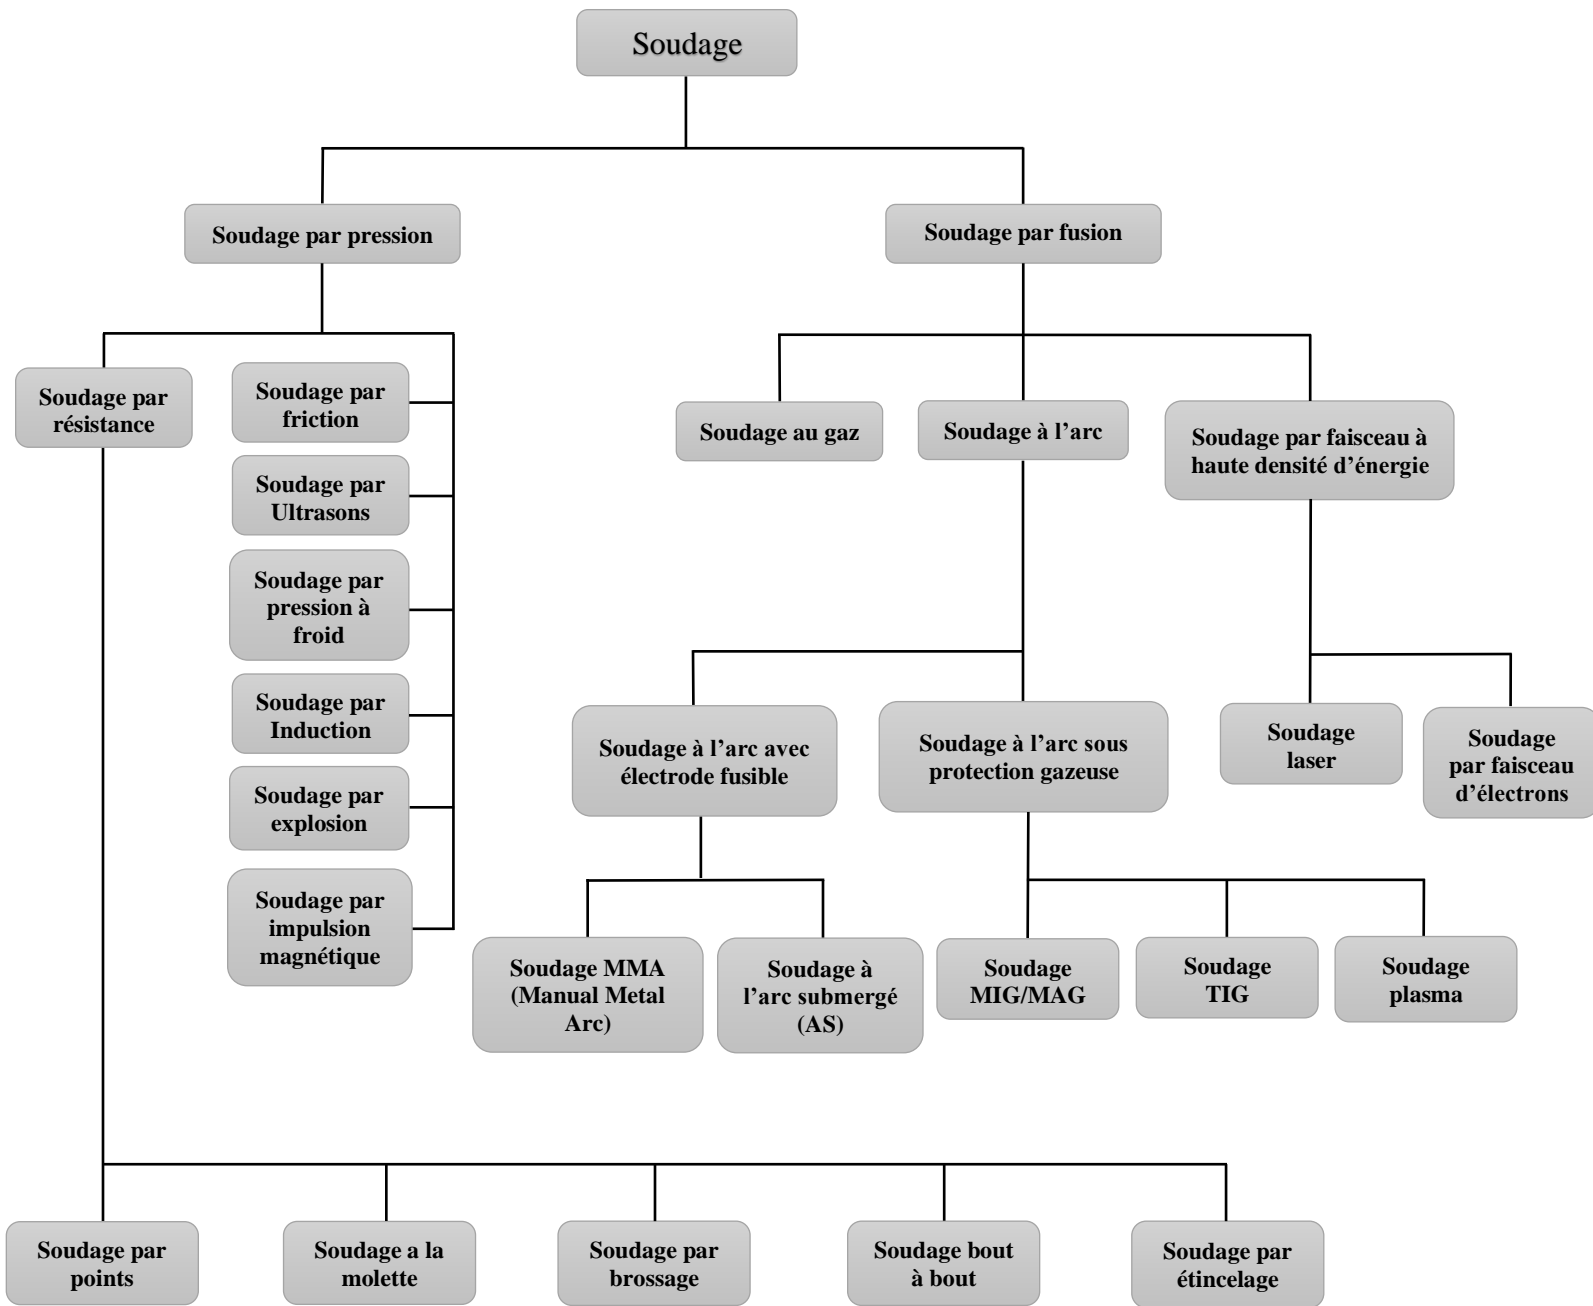 Soudage
Soudage par pression
Soudage par fusion
Soudage par
résistance
Soudage par
friction
Soudage par
Ultrasons
Soudage par
pression à
froid
Soudage par
Induction
Soudage par
explosion
Soudage par
impulsion
magnétique
Soudage au gaz
Soudage à l’arc
Soudage par faisceau à
haute densité d’énergie
Soudage à l’arc avec
électrode fusible
Soudage à l’arc sous
protection gazeuse
Soudage
laser
Soudage
par faisceau
d’électrons
Soudage MMA
(Manual Metal
Arc)
Soudage à
l’arc submergé
(AS)
Soudage
MIG/MAG
Soudage
TIG
Soudage
plasma
Soudage par
points
Soudage a la
molette
Soudage par
brossage
Soudage bout
à bout
Soudage par
étincelage